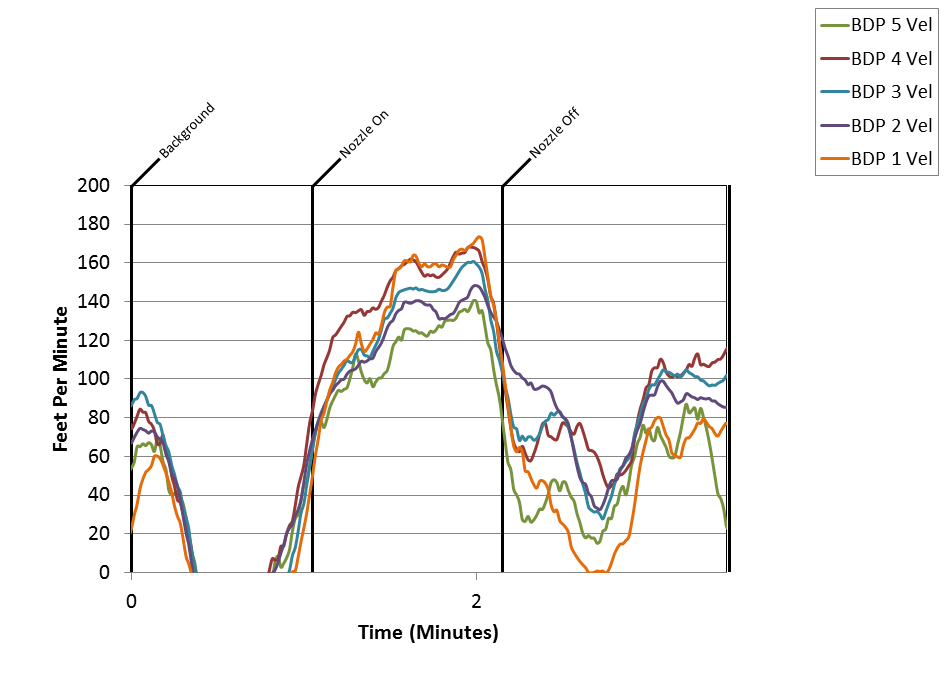 BDP 5 Vel
BDP 4 Vel
BDP 3 Vel
BDP 2 Vel
BDP 1 Vel
Background
Nozzle On
Nozzle Off
200
180
160
140
120
100
80
60
40
20
0
Feet Per Minute
0
2
Time (Minutes)